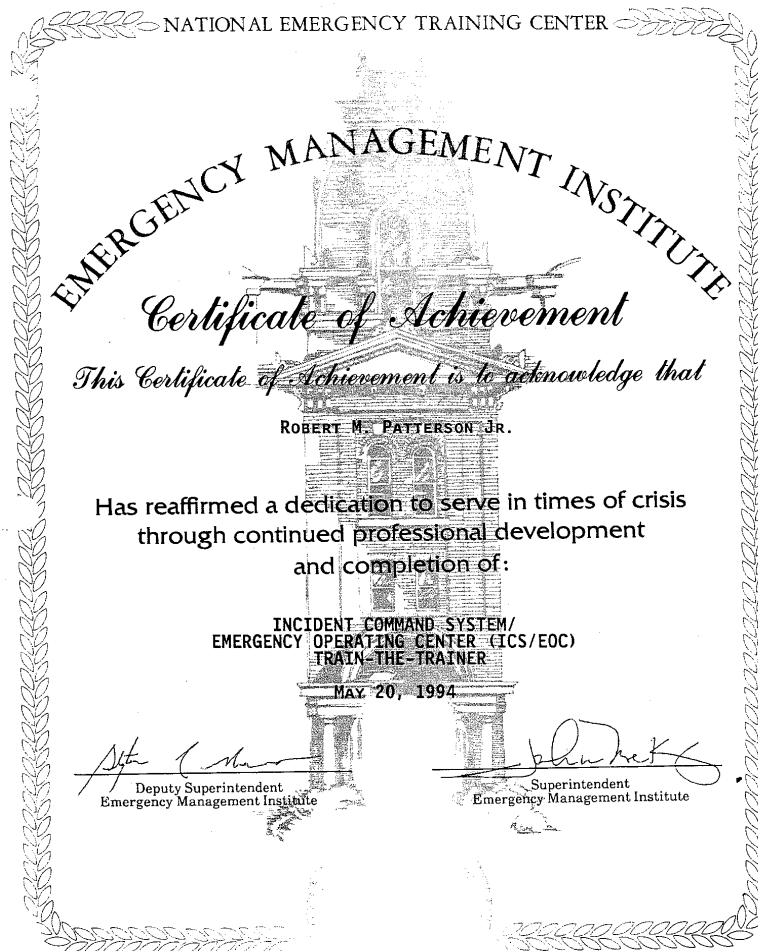 NATIONAL EMERGENCY TRAINING CENTER
EMERGENCY MANAGEMENT INSTITUTE
Certificate of Achievement
This Certificate of Achievement is to acknowledge that
ROBERT M. PATTERSON JR.
Has reaffirmed a dedication to serve in times of crisis
through continued professional development
and completion of:
INCIDENT COMMAND SYSTEM/
EMERGENCY OPERATING CENTER (ICS/EOC)
TRAIN-THE-TRAINER
MAY 20, 1994
Deputy Superintendent
Emergency Management Institute
Superintendent
Emergency Management Institute